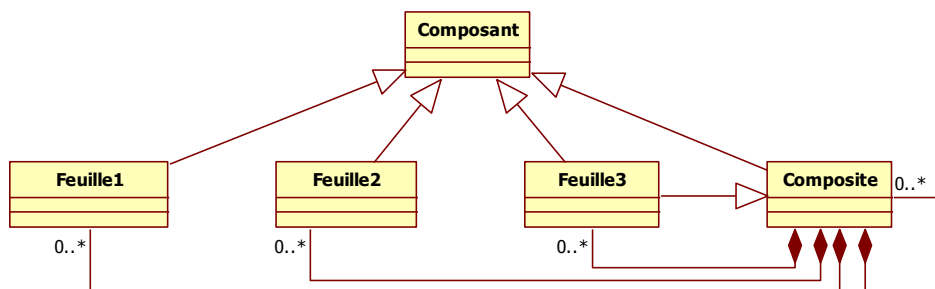 Composant
Feuille1
Feuille2
Feuille3
Composite
0..*
0..*
0..*
0..*